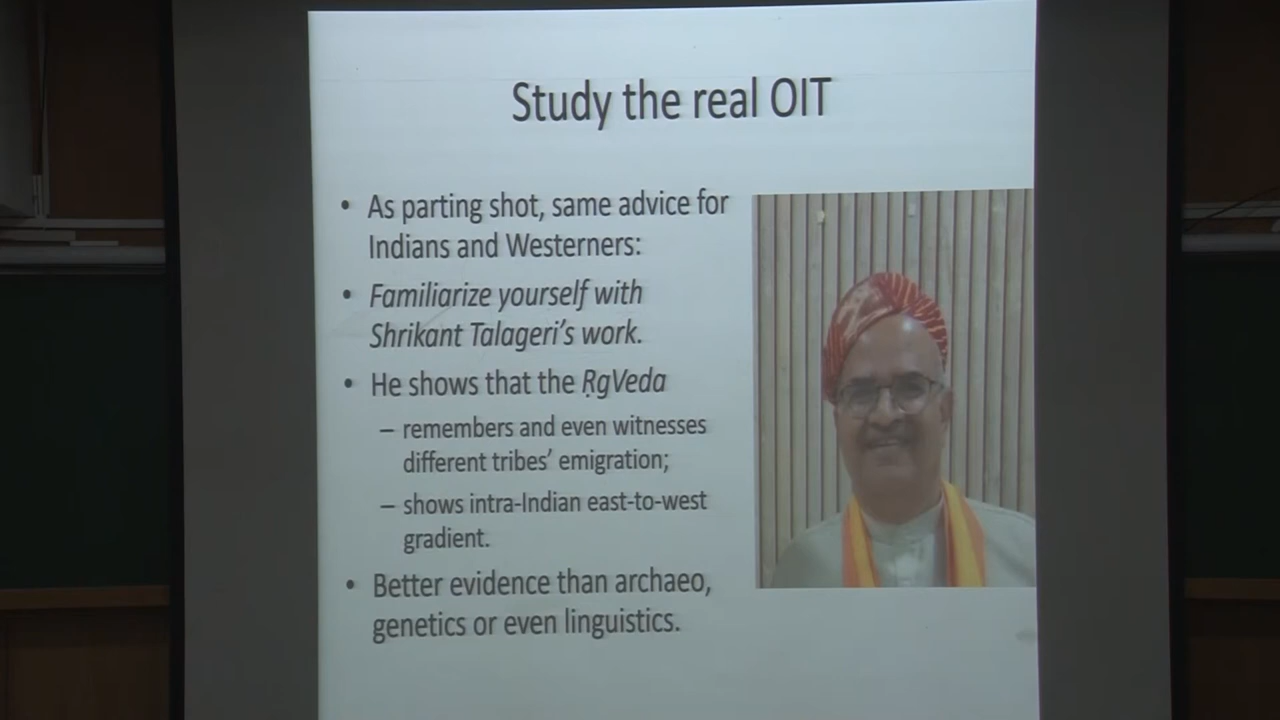 Study the real OIT
• As parting shot, same advice for
Indians and Westerners:
• Familiarize yourself with
Shrikant Talageri's work.
• He shows that the ṚgVeda
– remembers and even witnesses
different tribes' emigration;
– shows intra-Indian east-to-west
gradient.
• Better evidence than archaeo,
genetics or even linguistics.